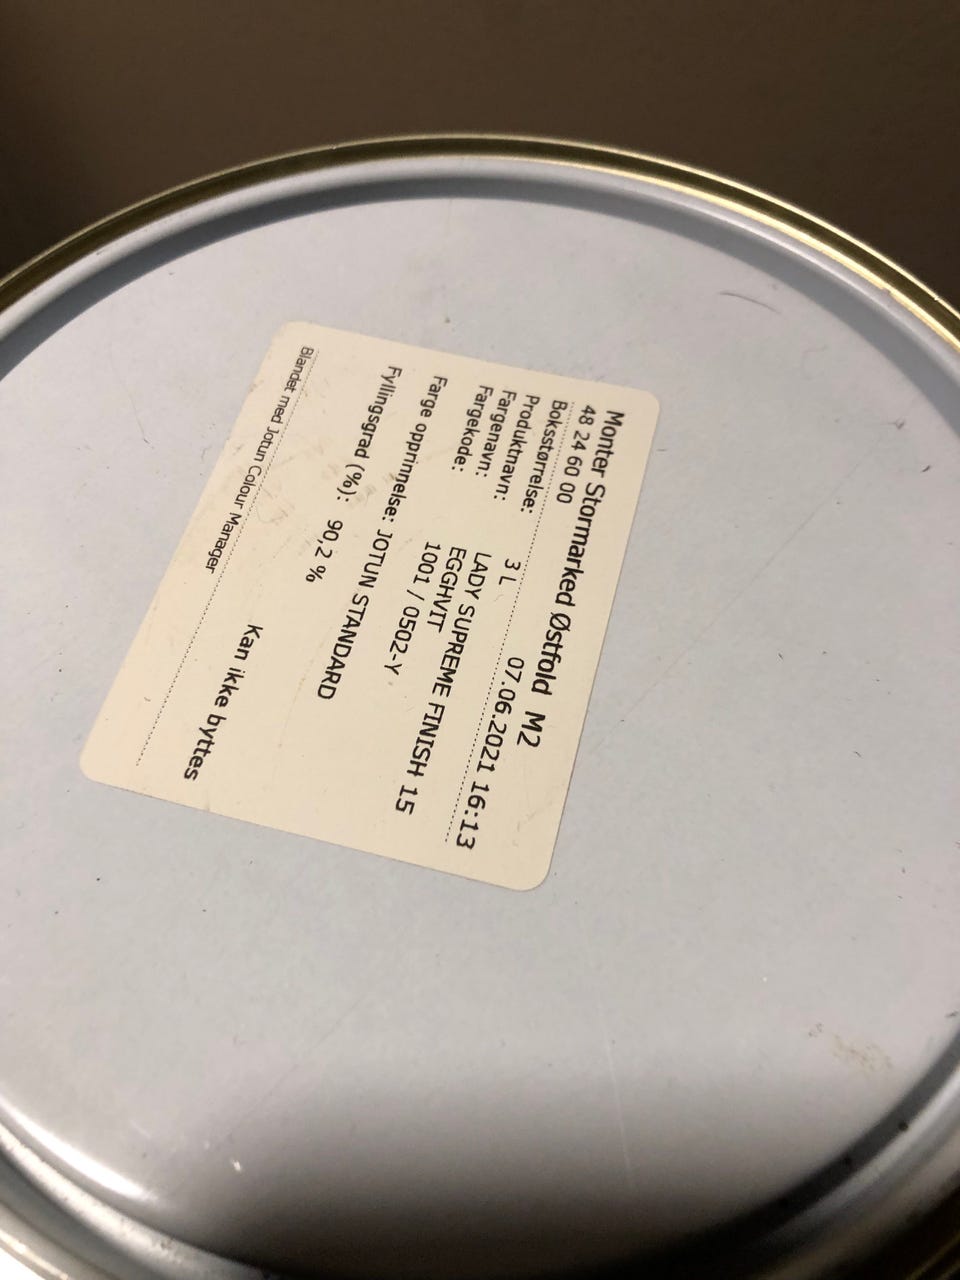 Monter Stormarked Østfold M2
48 24 60 00 07.06.2021 16:13
Boksstørrelse: 3 L
Produktnavn: LADY SUPREME FINISH 15
Fargenavn: EGGHVIT
Fargekode: 1001 / 0502-Y
Farge opprinnelse: JOTUN STANDARD
Fyllingsgrad (%): 90,2 %
Kan ikke byttes
Blandet med Jotun Colour Manager